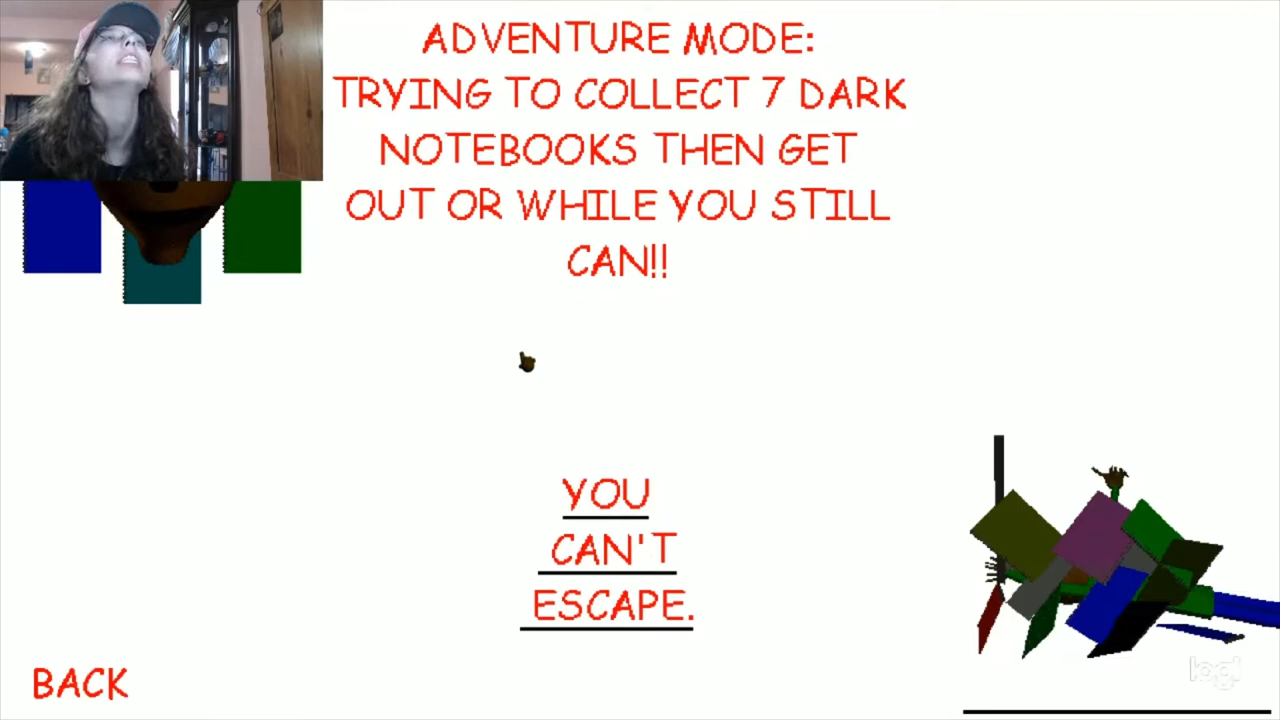 ADVENTURE MODE:
TRYING TO COLLECT 7 DARK
NOTEBOOKS THEN GET
OUT OR WHILE YOU STILL
CAN!!
YOU
CAN'T
ESCAPE.
BACK
logi